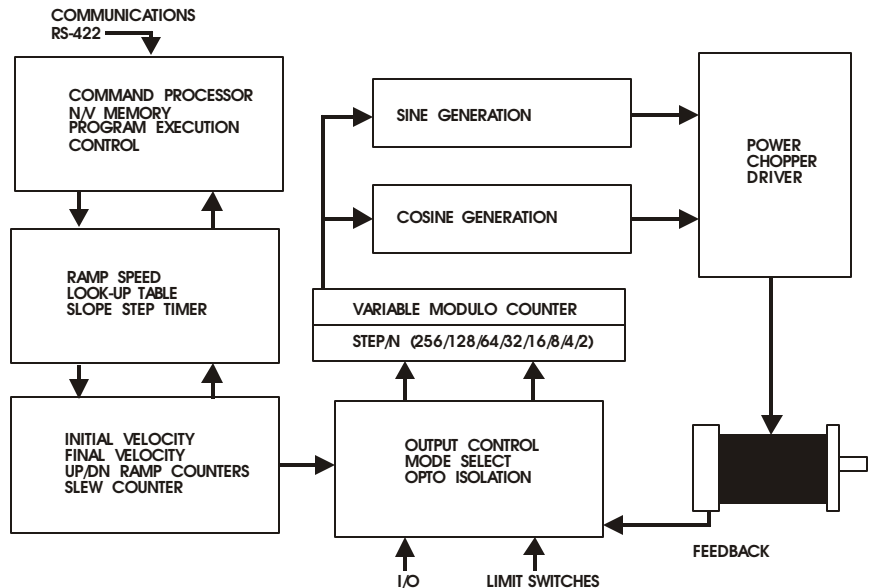 COMMUNICATIONS
RS-422
COMMAND PROCESSOR
N/V MEMORY
PROGRAM EXECUTION
CONTROL
SINE GENERATION
COSINE GENERATION
POWER
CHOPPER
DRIVER
RAMP SPEED
LOOK-UP TABLE
SLOPE STEP TIMER
VARIABLE MODULO COUNTER
STEP/N (256/128/64/32/16/8/4/2)
INITIAL VELOCITY
FINAL VELOCITY
UP/DN RAMP COUNTERS
SLEW COUNTER
OUTPUT CONTROL
MODE SELECT
OPTO ISOLATION
FEEDBACK
I/O
LIMIT SWITCHES